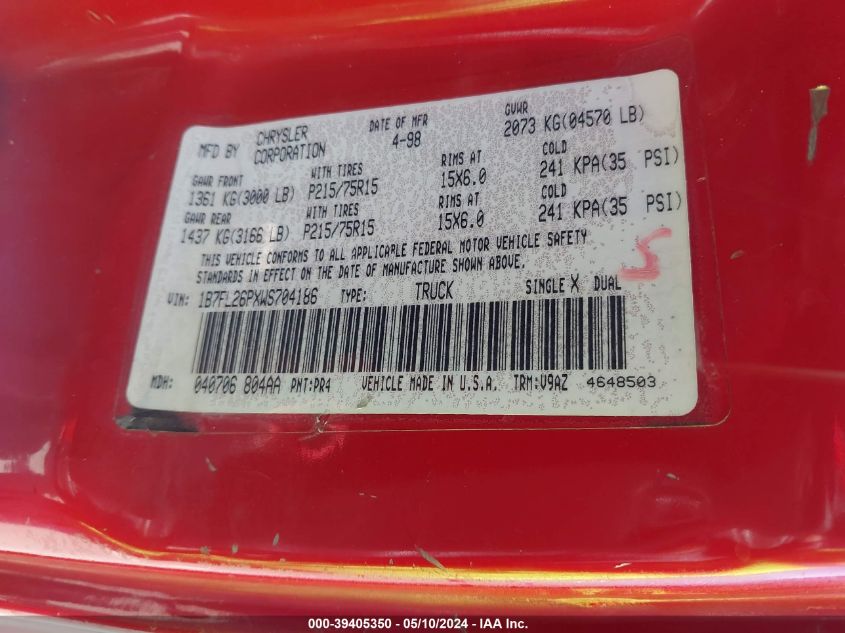 MFD BY CHRYSLER CORPORATION DATE OF MFR 4-98 GVWR 2073 KG(04570 LB)
GAWR FRONT WITH TIRES RIMS AT COLD
1361 KG(3000 LB) P215/75R15 15X6.0 241 KPA(35 PSI)
GAWR REAR WITH TIRES RIMS AT COLD
1437 KG(3166 LB) P215/75R15 15X6.0 241 KPA(35 PSI)
THIS VEHICLE CONFORMS TO ALL APPLICABLE FEDERAL MOTOR VEHICLE SAFETY
STANDARDS IN EFFECT ON THE DATE OF MANUFACTURE SHOWN ABOVE.
S
VIN: 1B7FL26PXWS704186 TYPE: TRUCK SINGLE X DUAL
MDH: 040706 804AA PNT:PR4 VEHICLE MADE IN U.S.A. TRM:V9AZ 4648503
000-39405350 - 05/10/2024 - IAA Inc.